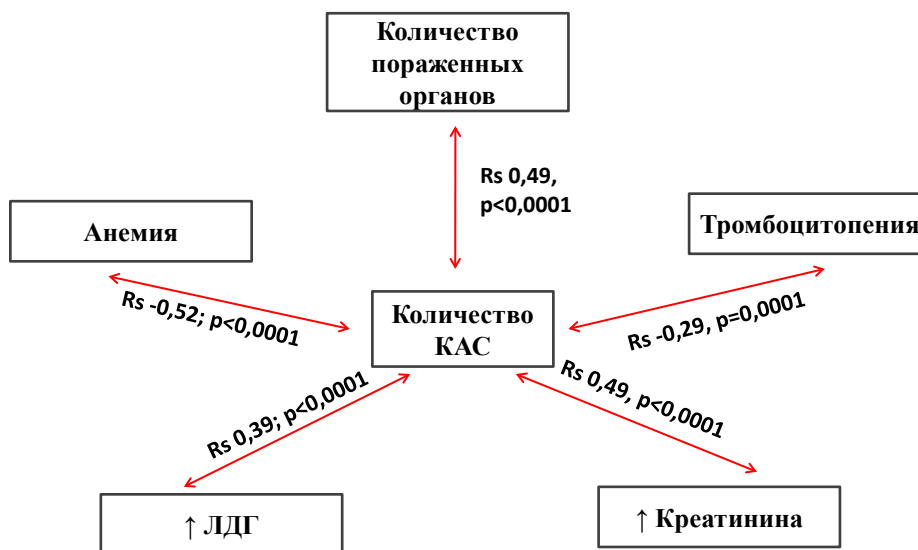 Количество
пораженных
органов
Rs 0,49,
p<0,0001
Анемия
Тромбоцитопения
Rs -0,52; p<0,0001
Количество
КАС
Rs -0,29, p=0,0001
Rs 0,39; p<0,0001
Rs 0,49, p<0,0001
↑ ЛДГ
↑ Креатинина